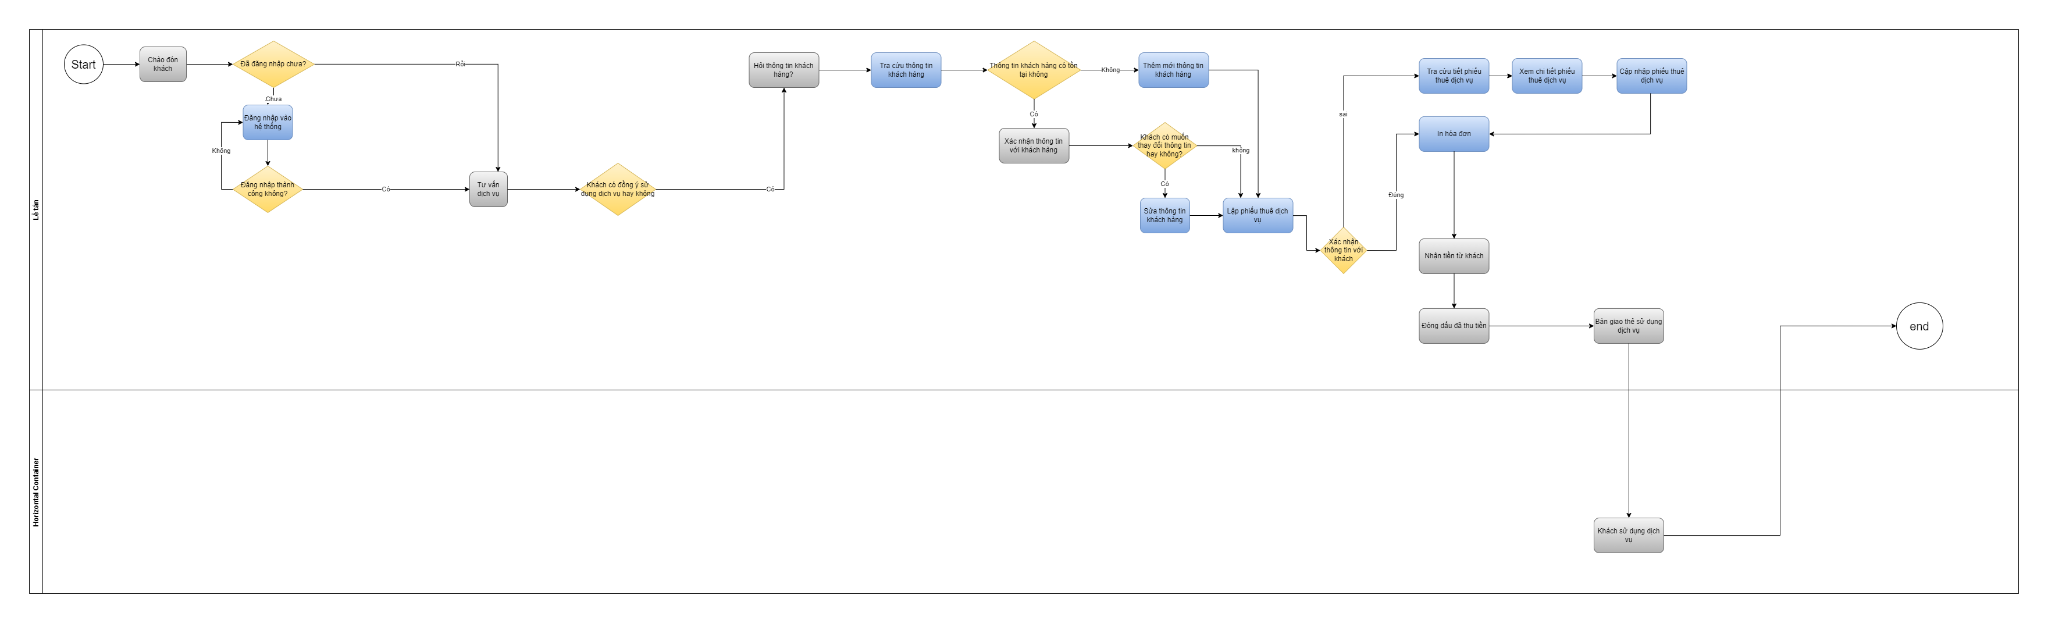 Lễ tân
Start
Chào đón
khách
Đã đăng nhập chưa?
Rồi
Chưa
Đăng nhập vào
hệ thống
Không
Đăng nhập thành
công không?
Có
Tư vấn
dịch vụ
Khách có đồng ý sử
dụng dịch vụ hay không
Có
Hỏi thông tin khách
hàng?
Tra cứu thông tin
khách hàng
Thông tin khách hàng có tồn
tại không
Không
Thêm mới thông tin
khách hàng
Có
Xác nhận thông tin
với khách hàng
Khách có muốn
thay đổi thông tin
hay không?
không
Có
Sửa thông tin
khách hàng
Lập phiếu thuê dịch
vu
Xác nhận
thông tin với
khách
sai
Đúng
Tra cứu tiết phiếu
thuê dịch vụ
Xem chi tiết phiếu
thuê dịch vụ
Cập nhập phiếu thuê
dịch vụ
In hóa đơn
Nhận tiền từ khách
Đóng dấu đã thu tiền
Bàn giao thẻ sử dụng
dịch vụ
end
Horizontal Container
Khách sử dụng dịch
vu